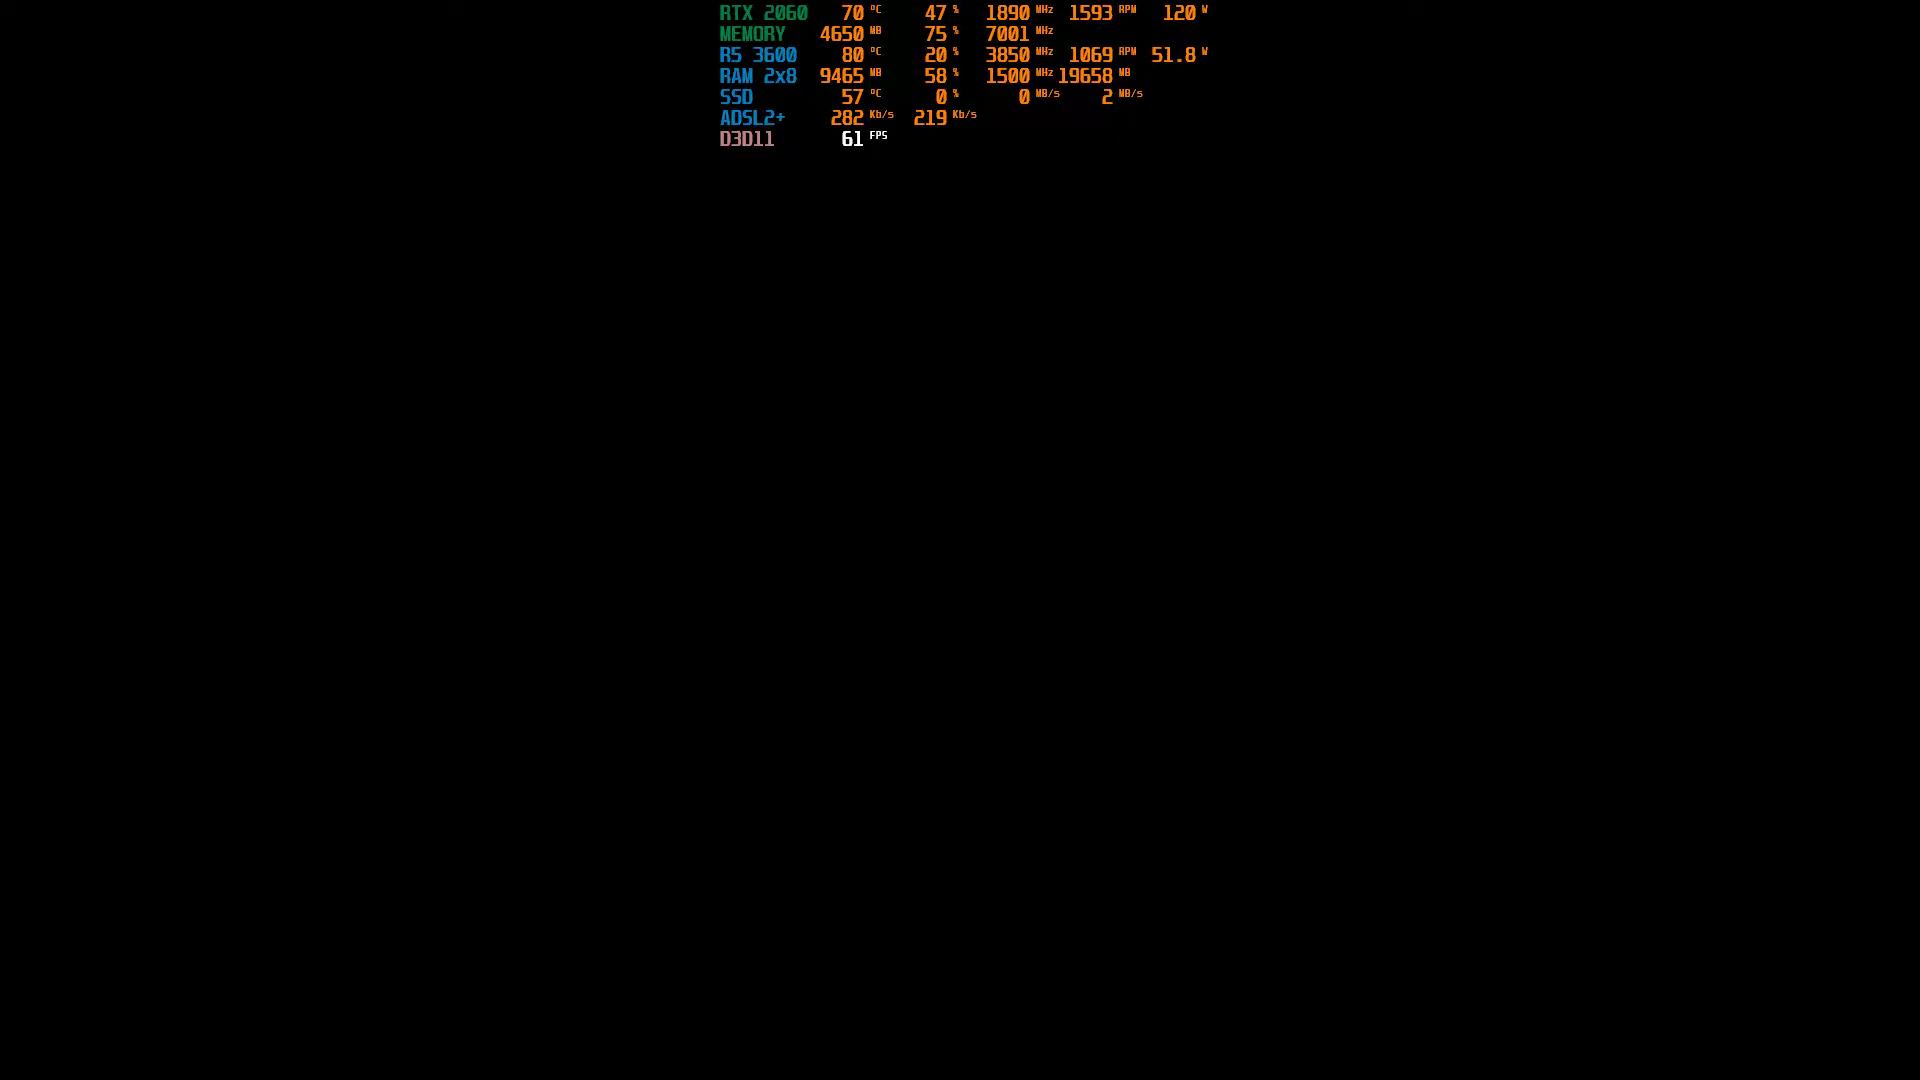 RTX 2060 70 °C 47 % 1890 MHz 1593 RPM 120 W
MEMORY 4650 MB 75 % 7001 MHz
R5 3600 80 °C 20 % 3850 MHz 1069 RPM 51.8 W
RAM 2x8 9465 MB 58 % 1500 MHz 19658 MB
SSD 57 °C 0 % 0 MB/s 2 MB/s
ADSL2+ 282 Kb/s 219 Kb/s
D3D11 61 FPS